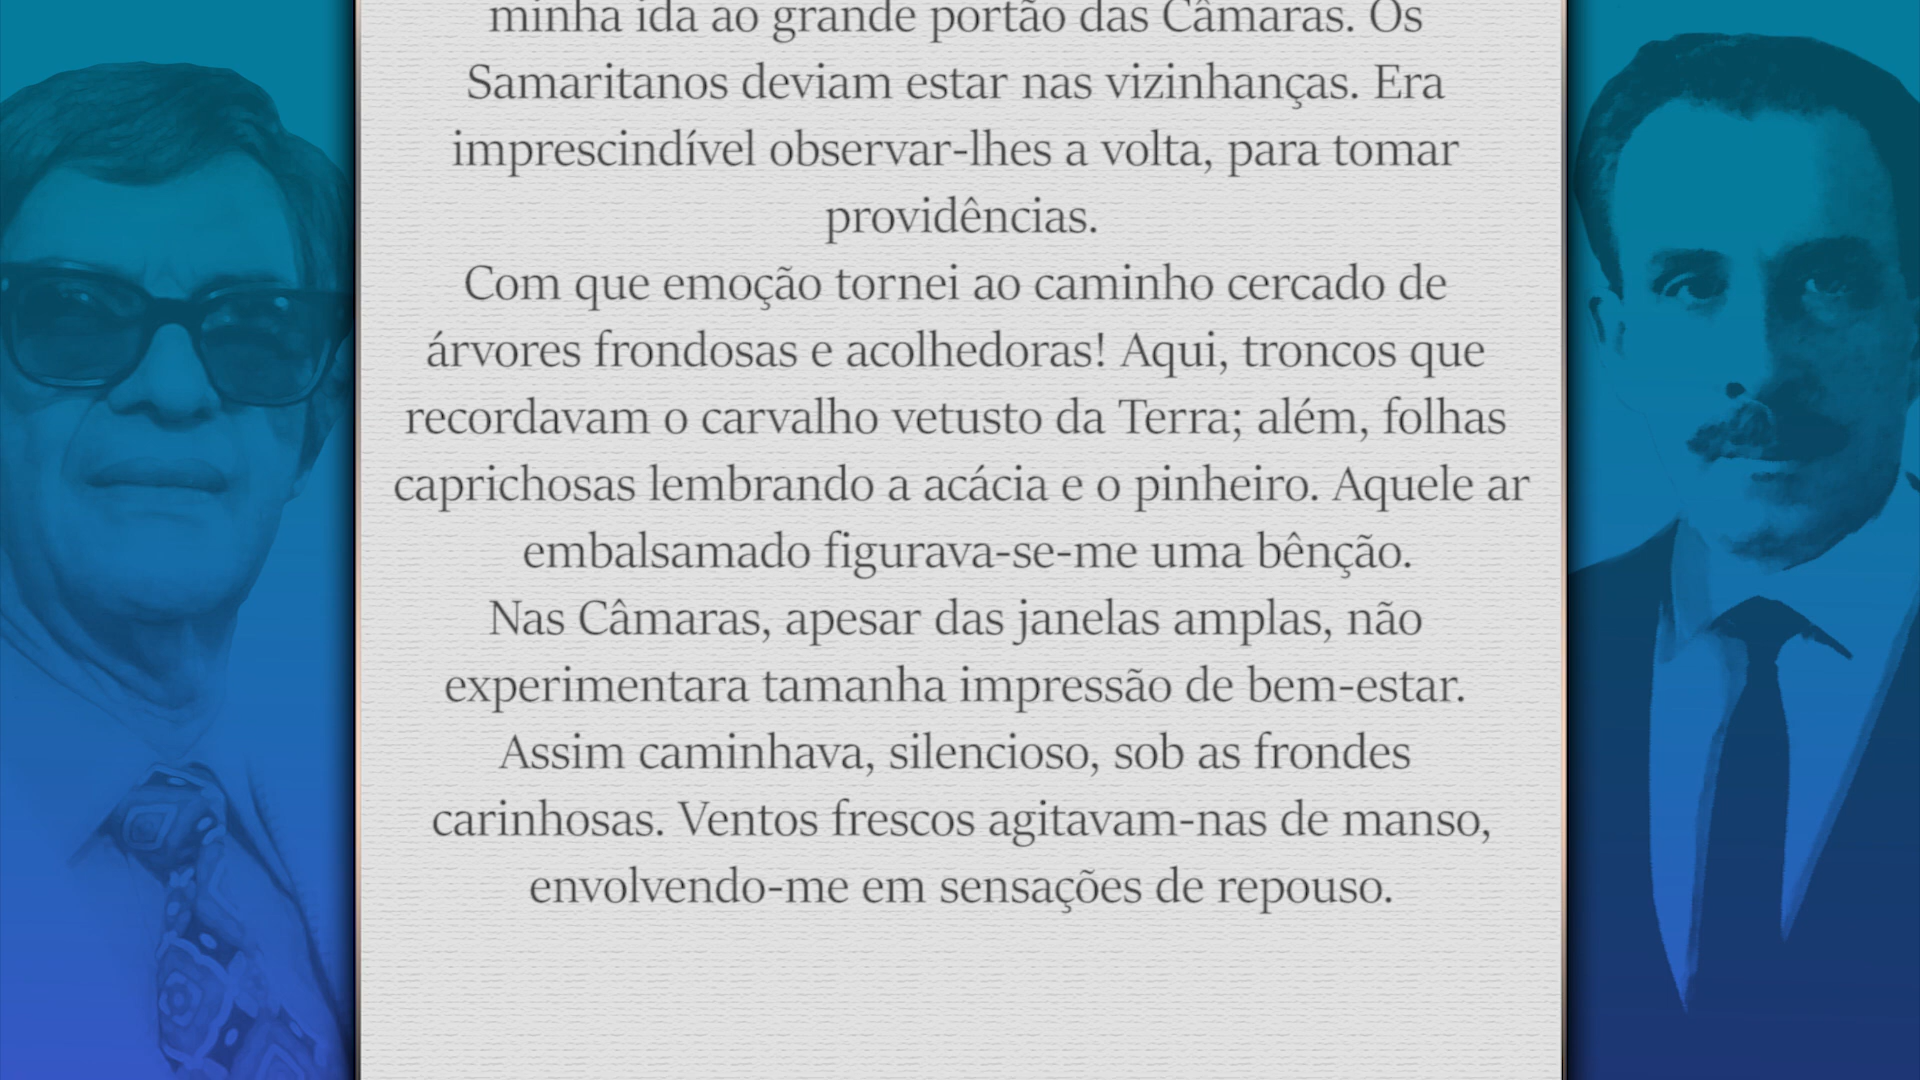 minha ida ao grande portão das Câmaras. Os
Samaritanos deviam estar nas vizinhanças. Era
imprescindível observar-lhes a volta, para tomar
providências.
Com que emoção tornei ao caminho cercado de
árvores frondosas e acolhedoras! Aqui, troncos que
recordavam o carvalho vetusto da Terra; além, folhas
caprichosas lembrando a acácia e o pinheiro. Aquele ar
embalsamado figurava-se-me uma bênção.
Nas Câmaras, apesar das janelas amplas, não
experimentara tamanha impressão de bem-estar.
Assim caminhava, silencioso, sob as frondes
carinhosas. Ventos frescos agitavam-nas de manso,
envolvendo-me em sensações de repouso.